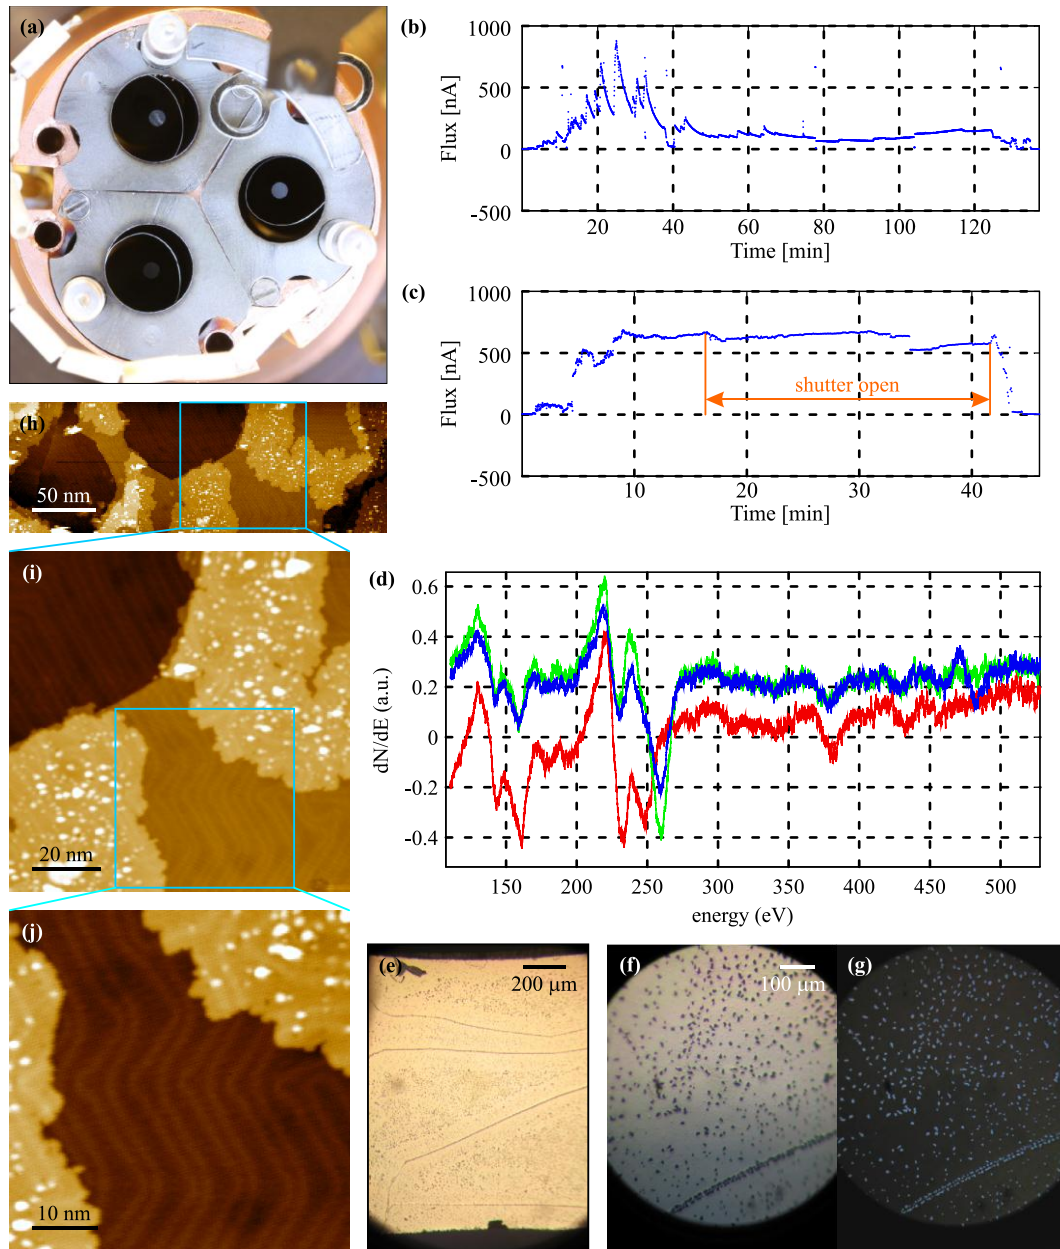 (a)
(b)
1000
500
0
-500
Flux [nA]
20
40
60
80
100
120
Time [min]
(c)
1000
500
0
-500
Flux [nA]
shutter open
10
20
30
40
Time [min]
(h)
50 nm
(i)
20 nm
(j)
10 nm
(d)
0.6
0.4
0.2
0
-0.2
-0.4
dN/dE (a.u.)
150
200
250
300
350
400
450
500
energy (eV)
(e)
200 µm
(f)
100 µm
(g)